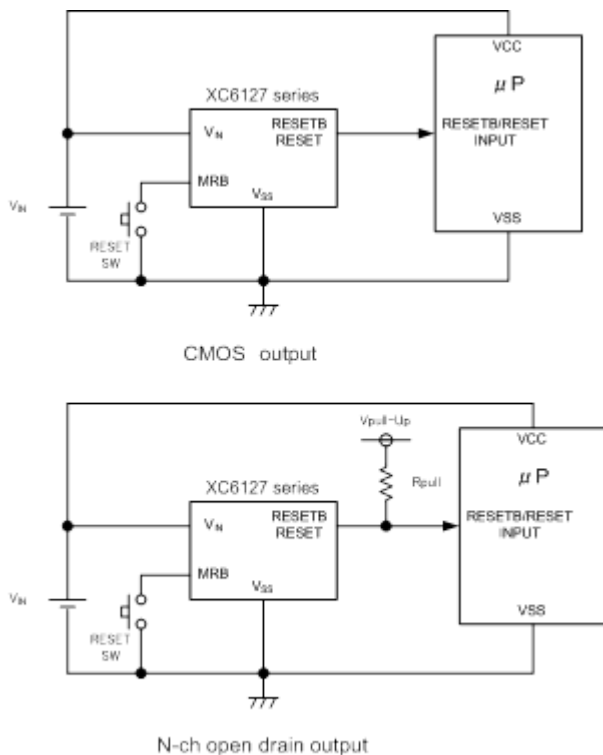 VCC
μP
XC6127 series
VIN
RESETB
RESET
RESETB/RESET
INPUT
MRB
VSS
VIN
RESET
SW
VSS
CMOS output
Vpull-Up
VCC
Rpull
μP
XC6127 series
VIN
RESETB
RESET
RESETB/RESET
INPUT
MRB
VSS
VIN
RESET
SW
VSS
N-ch open drain output